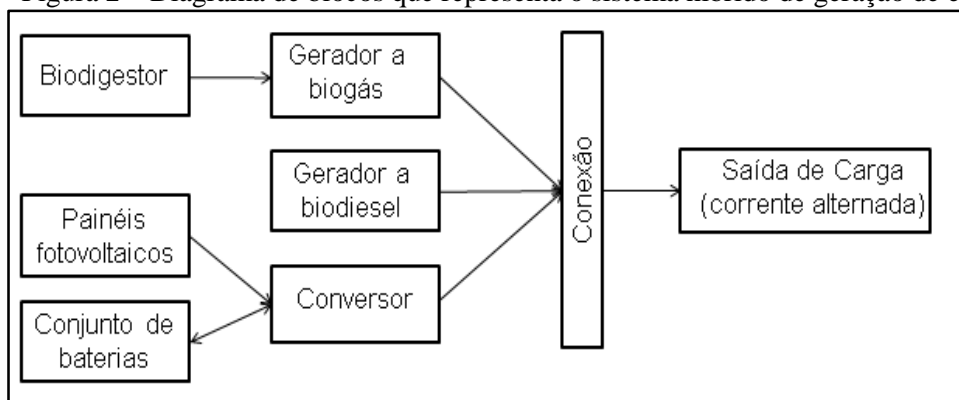 Figura 2 – Diagrama de blocos que representa o sistema híbrido de geração de
Biodigestor
Gerador a
biogás
Gerador a
biodiesel
Painéis
fotovoltaicos
Conversor
Conjunto de
baterias
Conexão
Saída de Carga
(corrente alternada)